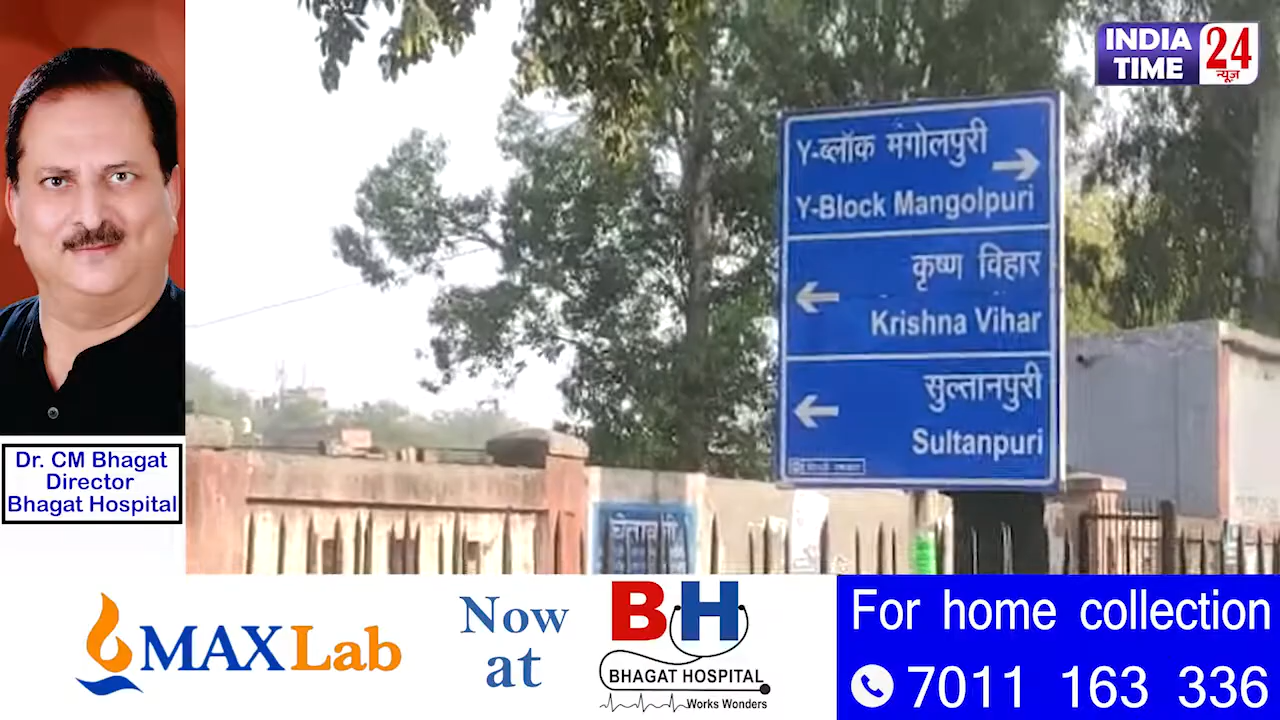 INDIA
TIME
24
न्यूज़
Y-ब्लॉक मंगोलपुरी
Y-Block Mangolpuri
कृष्ण विहार
Krishna Vihar
सुल्तानपुरी
Sultanpuri
चेतावनी
Dr. CM Bhagat
Director
Bhagat Hospital
MAX Lab
Now
at
BH
BHAGAT HOSPITAL
Works Wonders
For home collection
7011 163 336